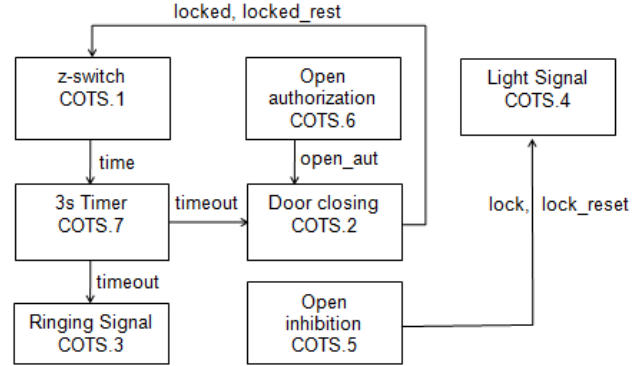 locked, locked_rest
z-switch
COTS.1
Open
authorization
COTS.6
Light Signal
COTS.4
time
open_aut
3s Timer
COTS.7
timeout
Door closing
COTS.2
lock, lock_reset
timeout
Ringing Signal
COTS.3
Open
inhibition
COTS.5